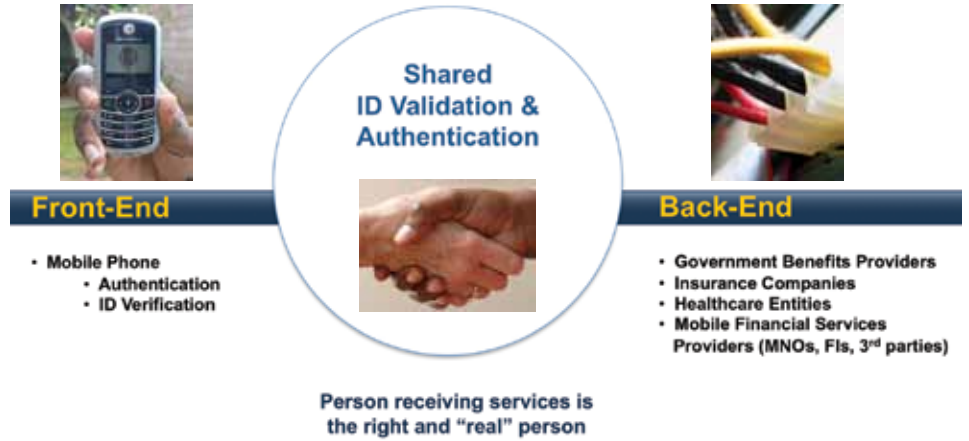 Shared
ID Validation &
Authentication
Front-End
• Mobile Phone
• Authentication
• ID Verification
Back-End
• Government Benefits Providers
• Insurance Companies
• Healthcare Entities
• Mobile Financial Services
Providers (MNOs, FIs, 3rd parties)
Person receiving services is
the right and “real” person